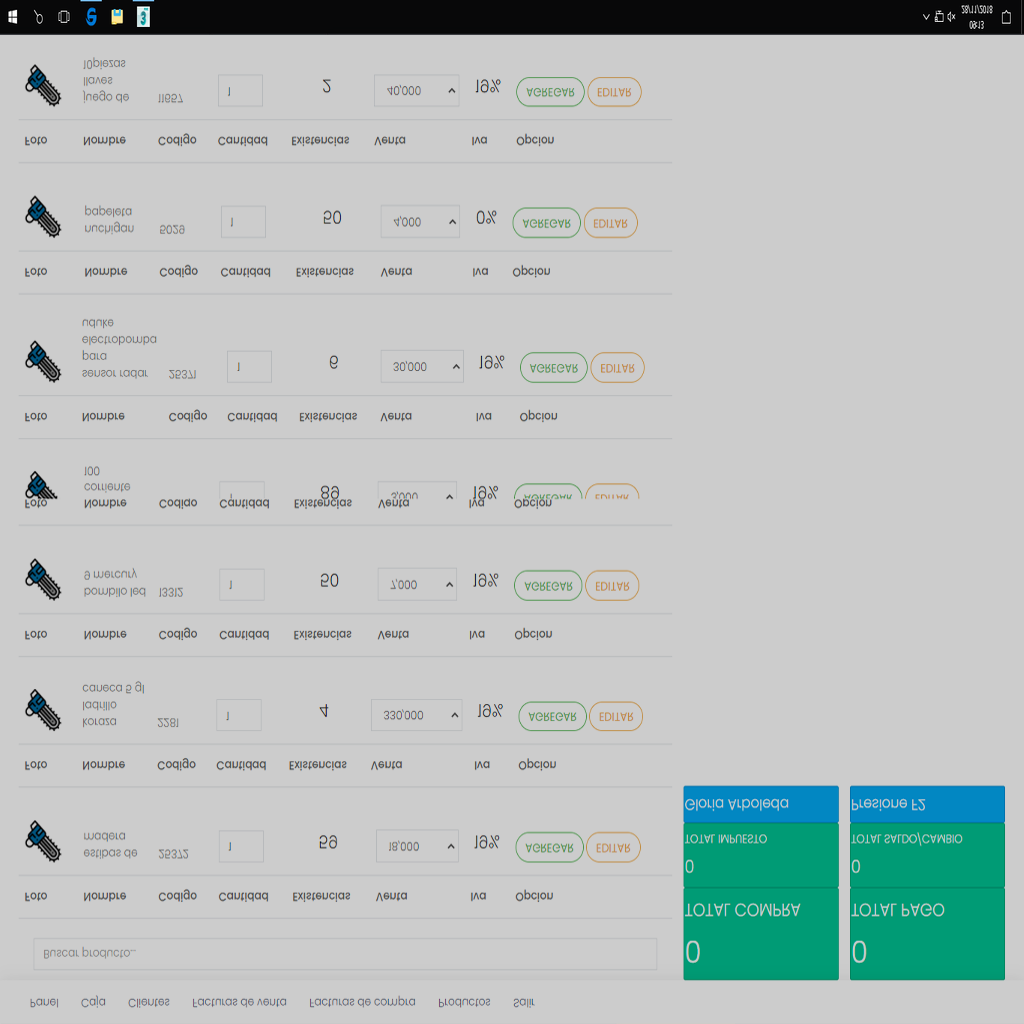 Panel Caja Clientes Facturas de venta Facturas de compra Productos Salir
Buscar producto...
Foto Nombre Codigo Cantidad Existencias Venta Iva Opcion
estibas de
madera
25372 1 59 18,000 19% AGREGAR EDITAR
Foto Nombre Codigo Cantidad Existencias Venta Iva Opcion
koraza
ladrillo
caneca 5 gl
2281 1 4 330,000 19% AGREGAR EDITAR
Foto Nombre Codigo Cantidad Existencias Venta Iva Opcion
bombilo led
9 mercury
13312 1 50 7,000 19% AGREGAR EDITAR
Foto Nombre Codigo Cantidad Existencias Venta Iva Opcion
corriente
100
1 89 3,000 19% AGREGAR EDITAR
Foto Nombre Codigo Cantidad Existencias Venta Iva Opcion
sensor radar
para
electrobomba
uduke
25371 1 6 30,000 19% AGREGAR EDITAR
Foto Nombre Codigo Cantidad Existencias Venta Iva Opcion
nuchigan
papeleta
5029 1 50 4,000 0% AGREGAR EDITAR
Foto Nombre Codigo Cantidad Existencias Venta Iva Opcion
juego de
llaves
10piezas
11657 1 2 40,000 19% AGREGAR EDITAR
TOTAL COMPRA
0
TOTAL PAGO
0
TOTAL IMPUESTO
0
TOTAL SALDO/CAMBIO
0
Gloria Arboleda
Presione F2
09:13
28/11/2018